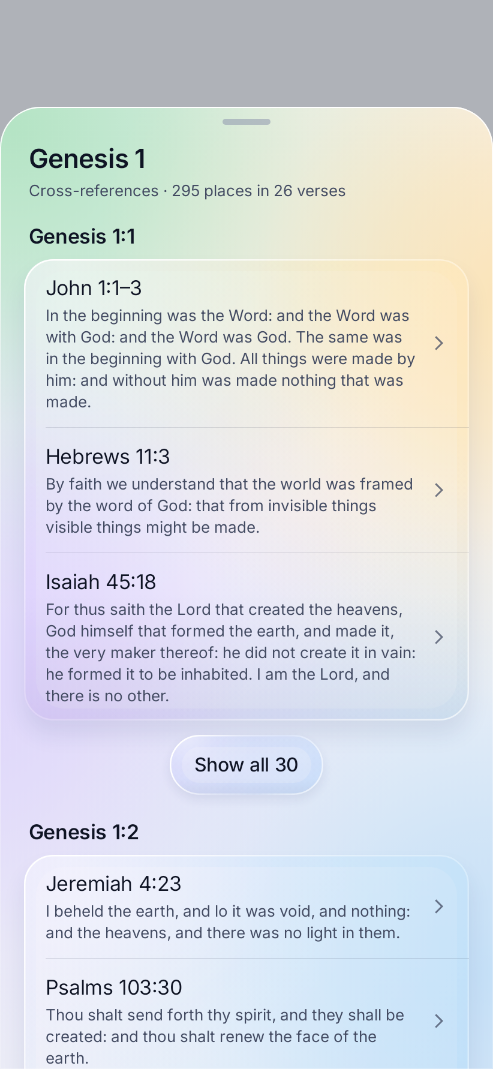 Genesis 1
Cross-references · 295 places in 26 verses
Genesis 1:1
John 1:1–3
In the beginning was the Word: and the Word was
with God: and the Word was God. The same was
in the beginning with God. All things were made by
him: and without him was made nothing that was
made.
Hebrews 11:3
By faith we understand that the world was framed
by the word of God: that from invisible things
visible things might be made.
Isaiah 45:18
For thus saith the Lord that created the heavens,
God himself that formed the earth, and made it,
the very maker thereof: he did not create it in vain:
he formed it to be inhabited. I am the Lord, and
there is no other.
Show all 30
Genesis 1:2
Jeremiah 4:23
I beheld the earth, and lo it was void, and nothing:
and the heavens, and there was no light in them.
Psalms 103:30
Thou shalt send forth thy spirit, and they shall be
created: and thou shalt renew the face of the
earth.